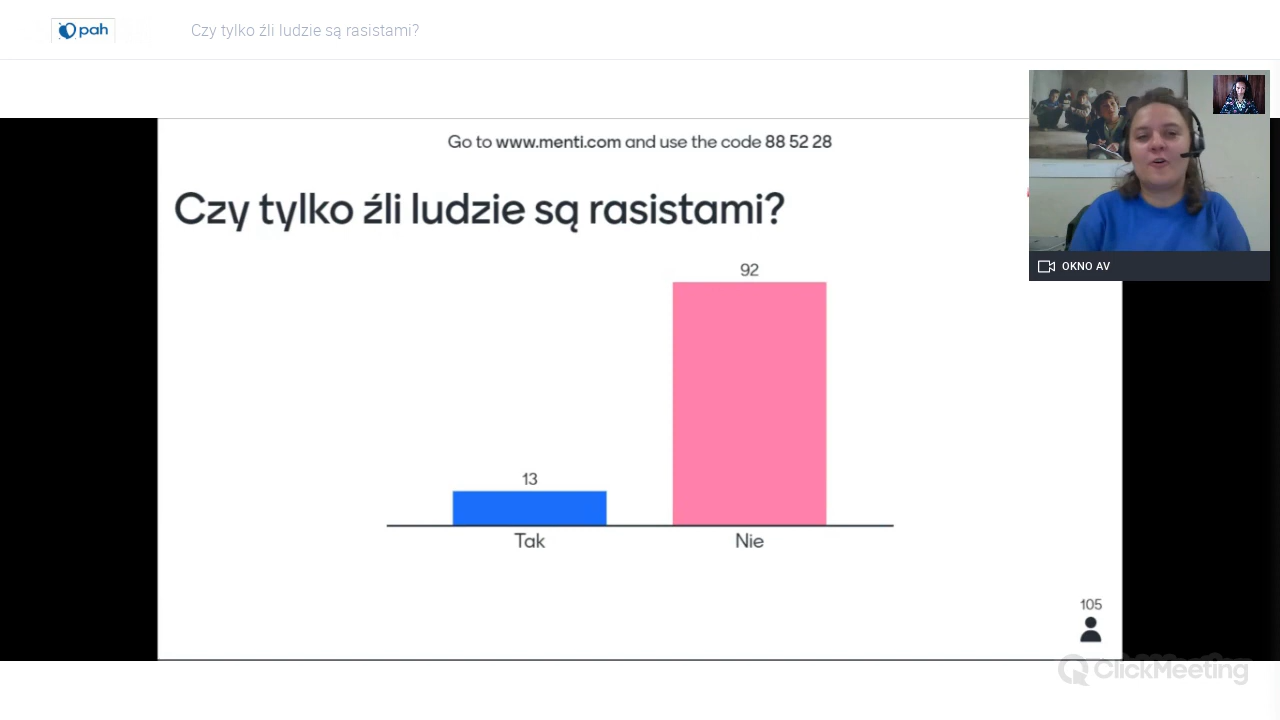 pah
Czy tylko źli ludzie są rasistami?
Go to www.menti.com and use the code 88 52 28
Czy tylko źli ludzie są rasistami?
OKNO AV
92
13
Tak
Nie
105
ClickMeeting